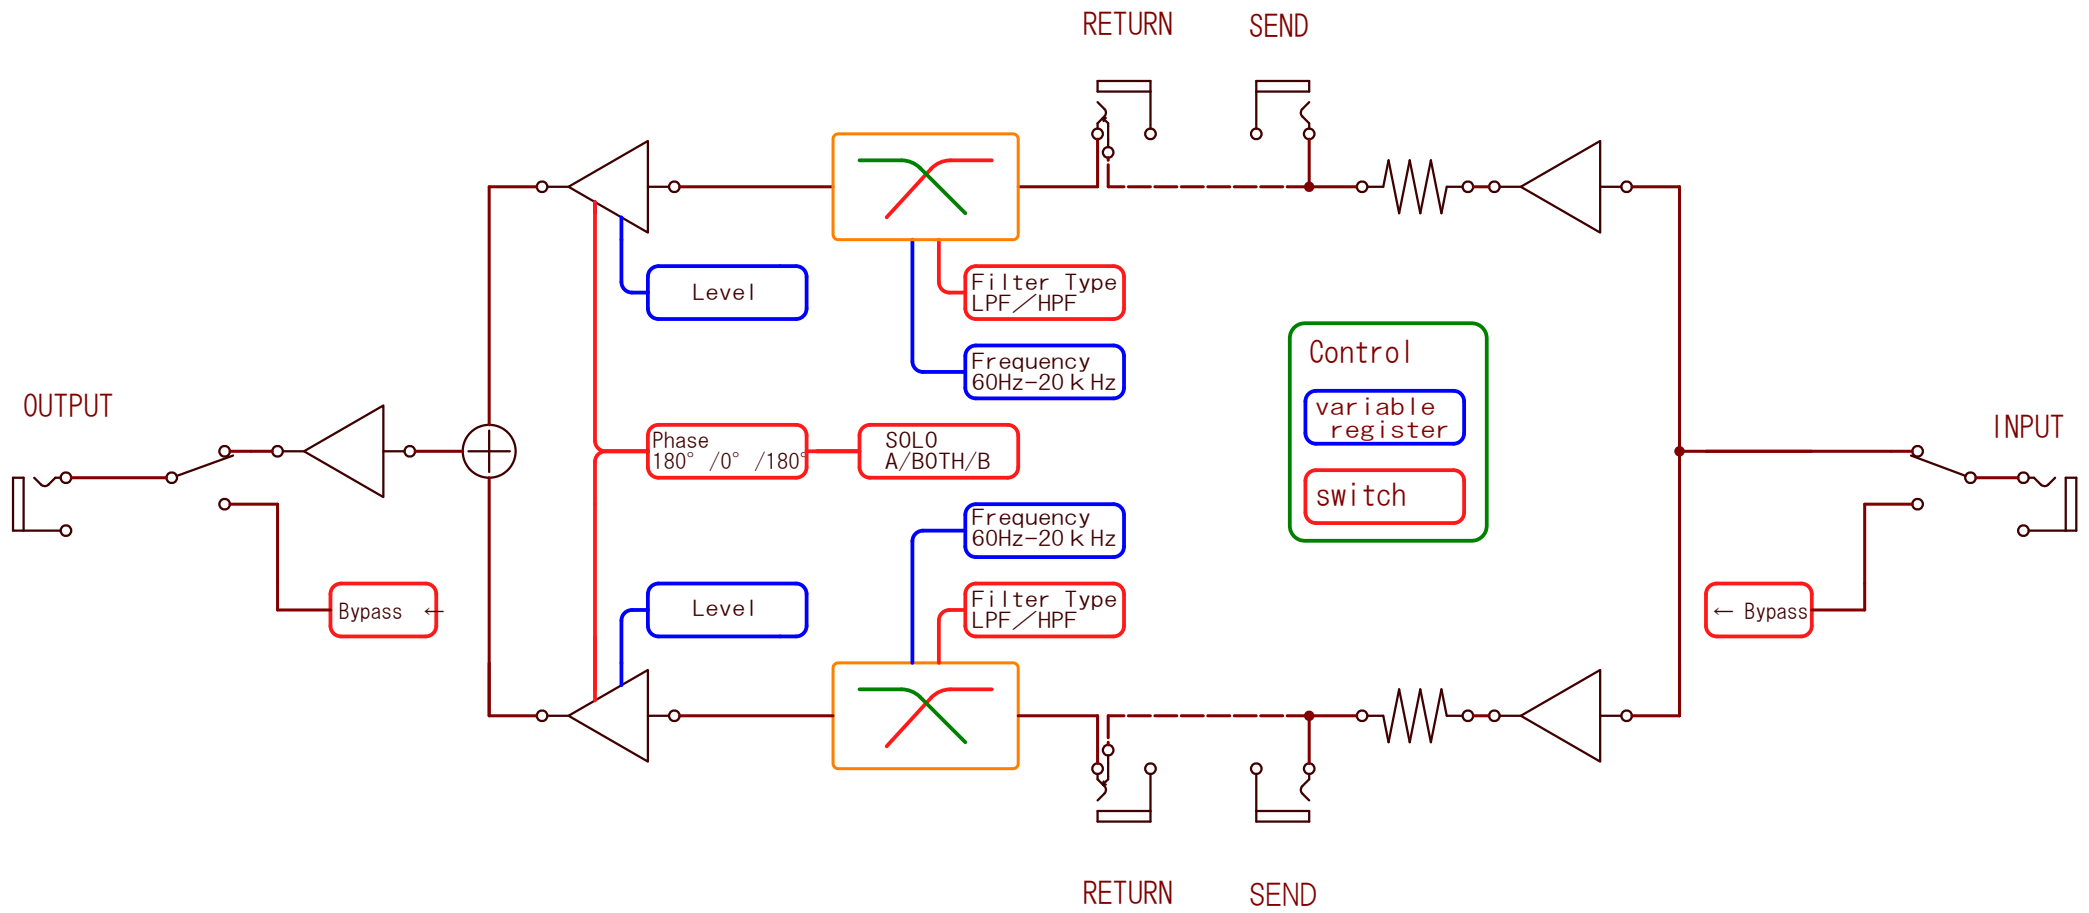 RETURN
SEND
Level
Filter Type
LPF／HPF
Frequency
60Hz-20ｋHz
Control
variable
register
switch
OUTPUT
INPUT
Phase
180° /0° /180°
SOLO
A/BOTH/B
Frequency
60Hz-20ｋHz
Level
Filter Type
LPF／HPF
Bypass ←
← Bypass
RETURN
SEND